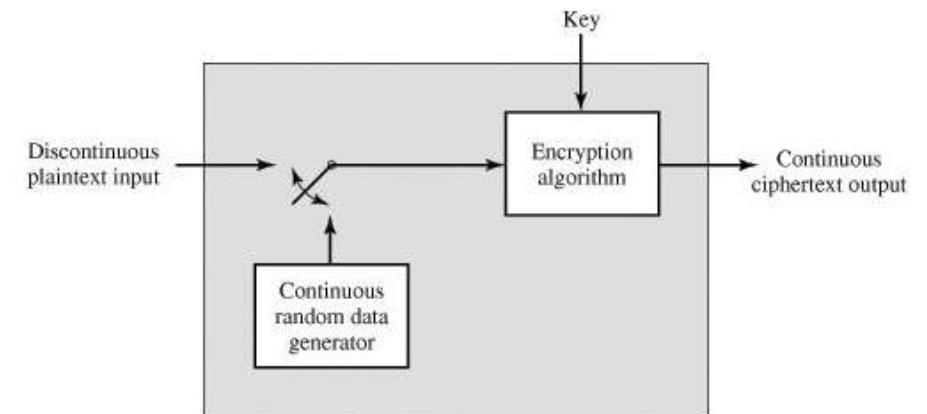 Key
Discontinuous
plaintext input
Encryption
algorithm
Continuous
ciphertext output
Continuous
random data
generator